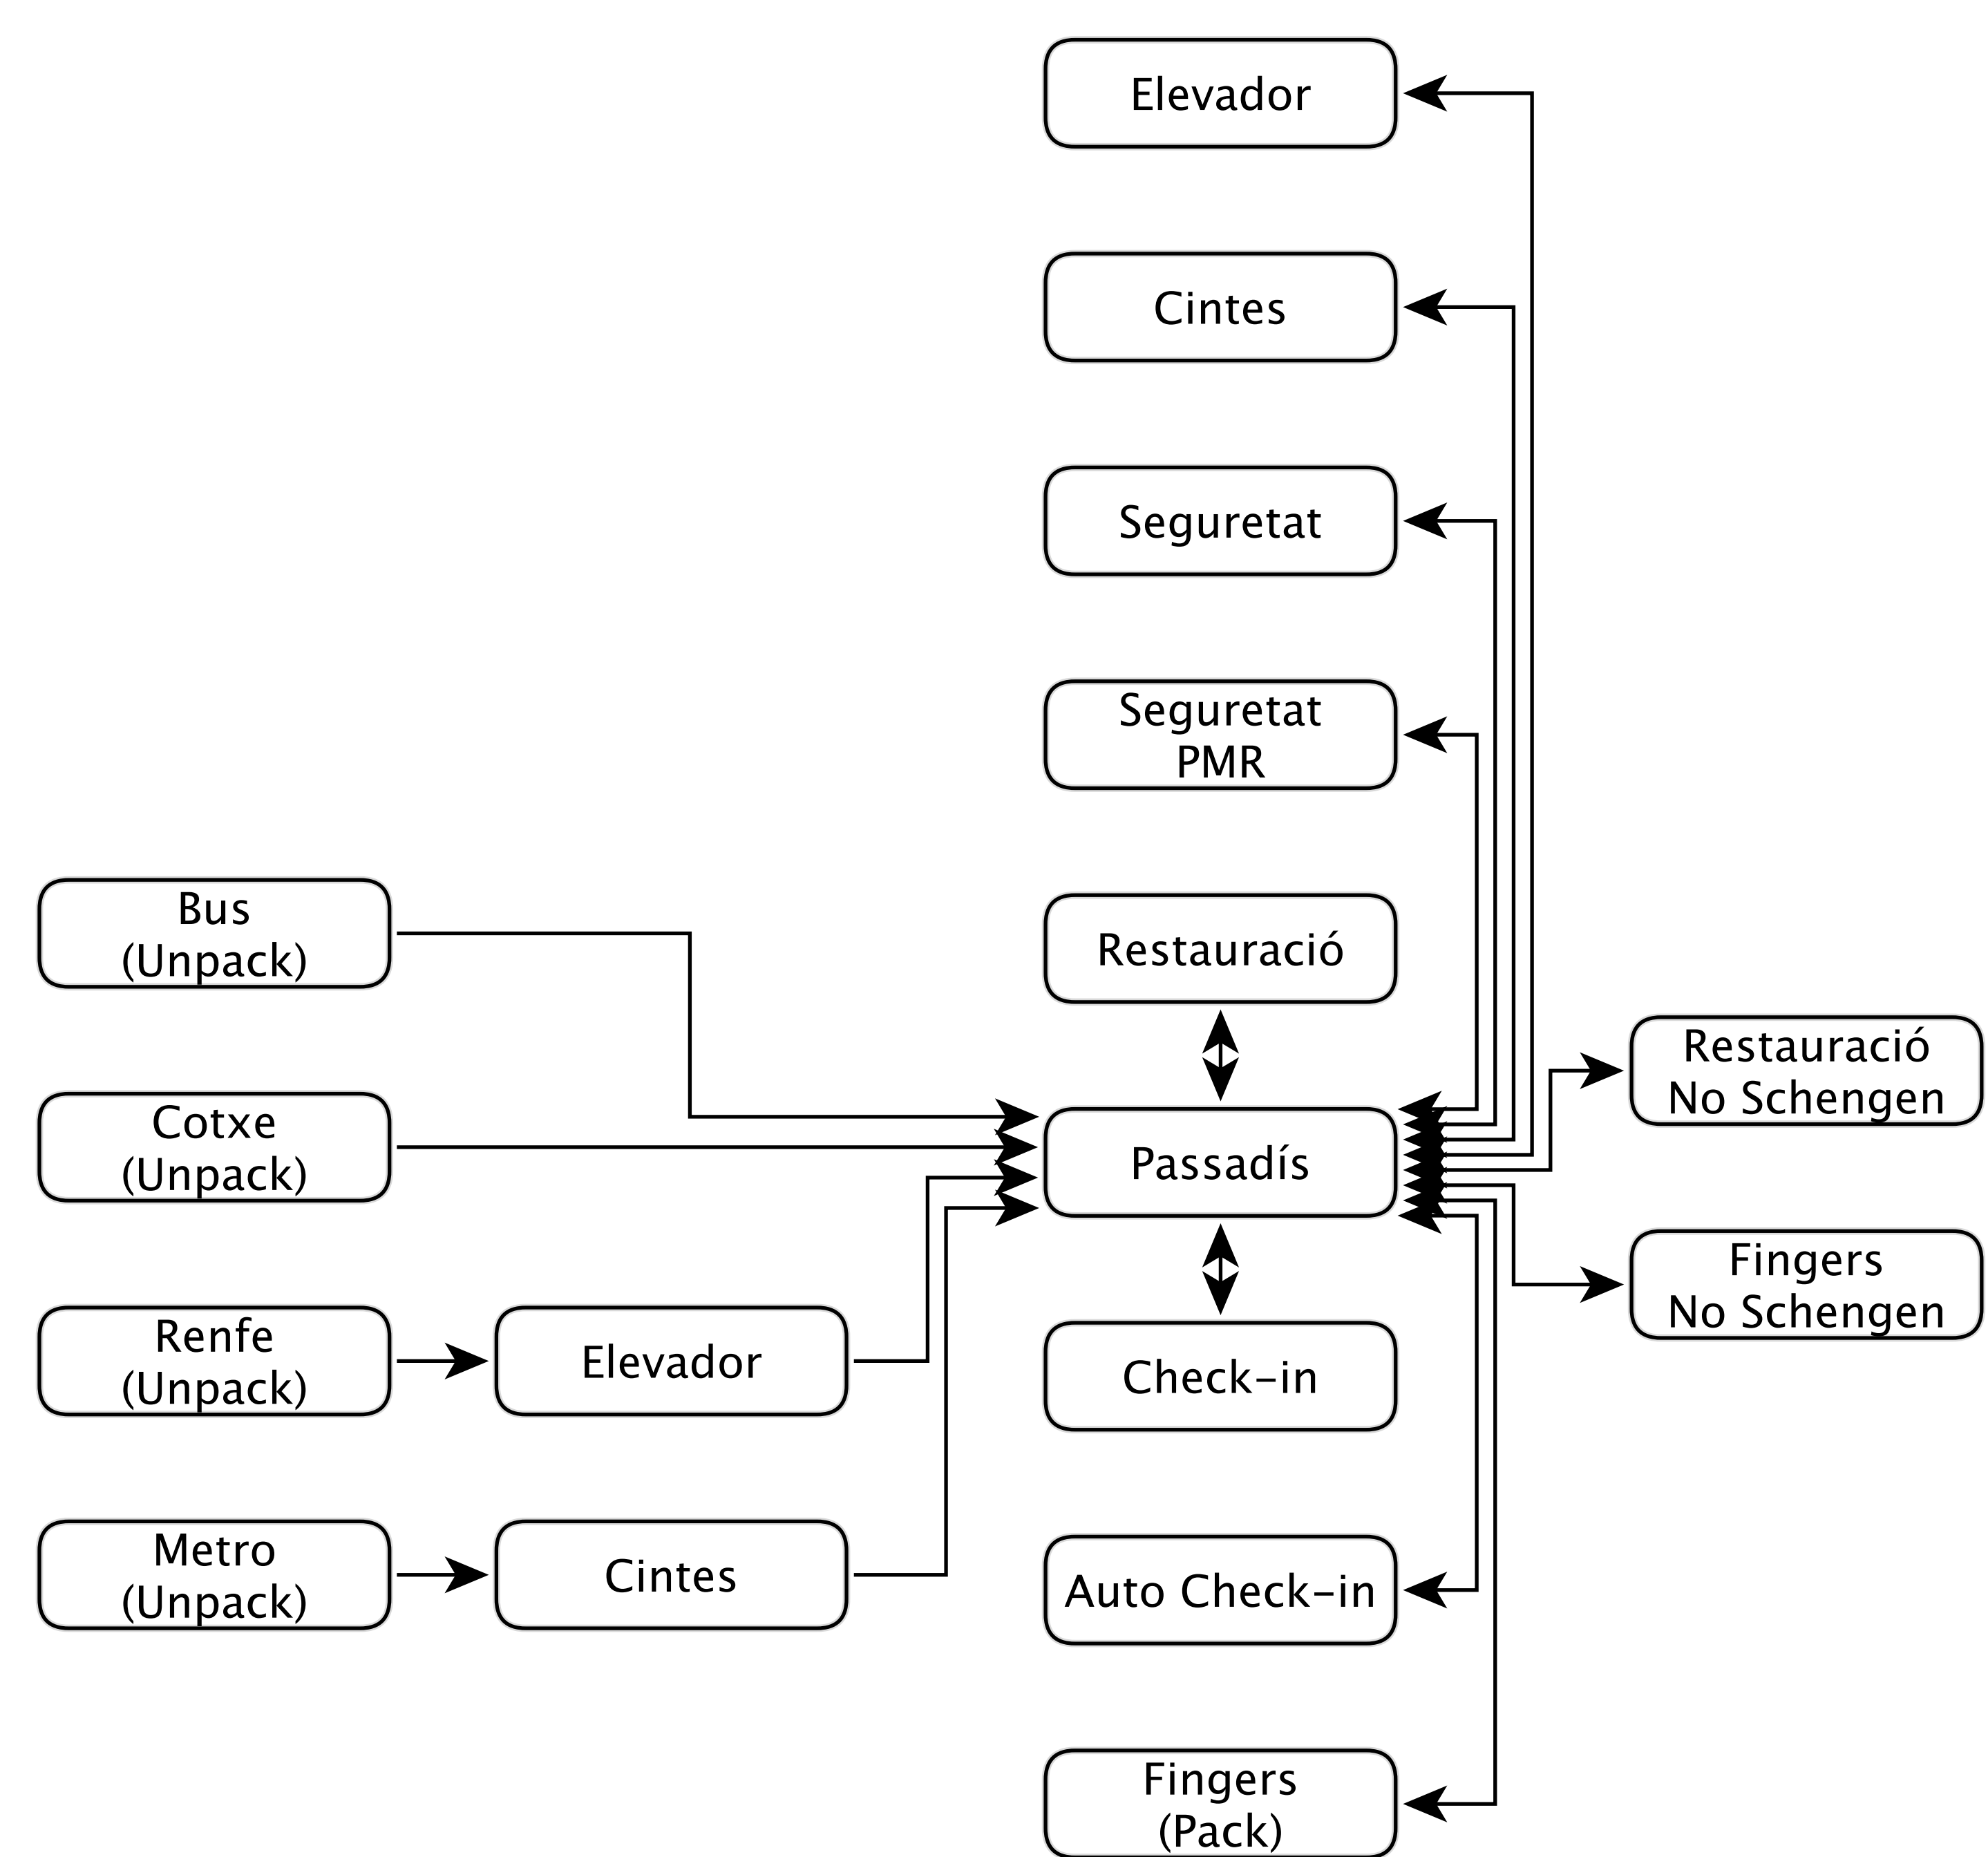 Elevador
Cintes
Seguretat
Seguretat
PMR
Restauració
Bus
(Unpack)
Restauració
No Schengen
Cotxe
(Unpack)
Passadís
Fingers
No Schengen
Renfe
(Unpack)
Elevador
Check-in
Metro
(Unpack)
Cintes
Auto Check-in
Fingers
(Pack)